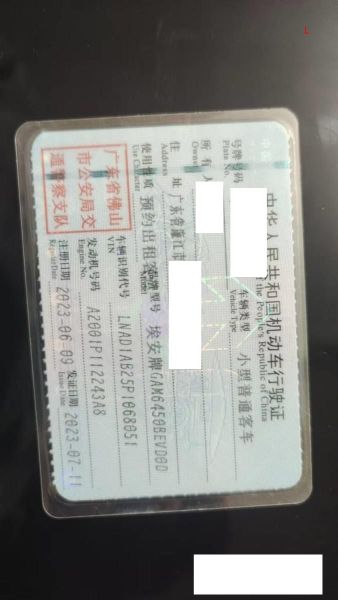 中华人民共和国机动车行驶证
of the People's Republic of China
号牌号码
Plate No.
车辆类型 小型普通客车
Vehicle Type
所有人
Owner
住址 广东省廉江市
Address
使用性质 预约出租客
Use Character
品牌型号 埃安牌GAM6450BEVD0D
车辆识别代号 LNAD1AB25P1068051
VIN
发动机号码 A2001P112243A8
Engine No.
注册日期 2023-06-09
Register Date
发证日期 2023-07-11
Issue Date
广东省佛山
市公安局交
通警察支队